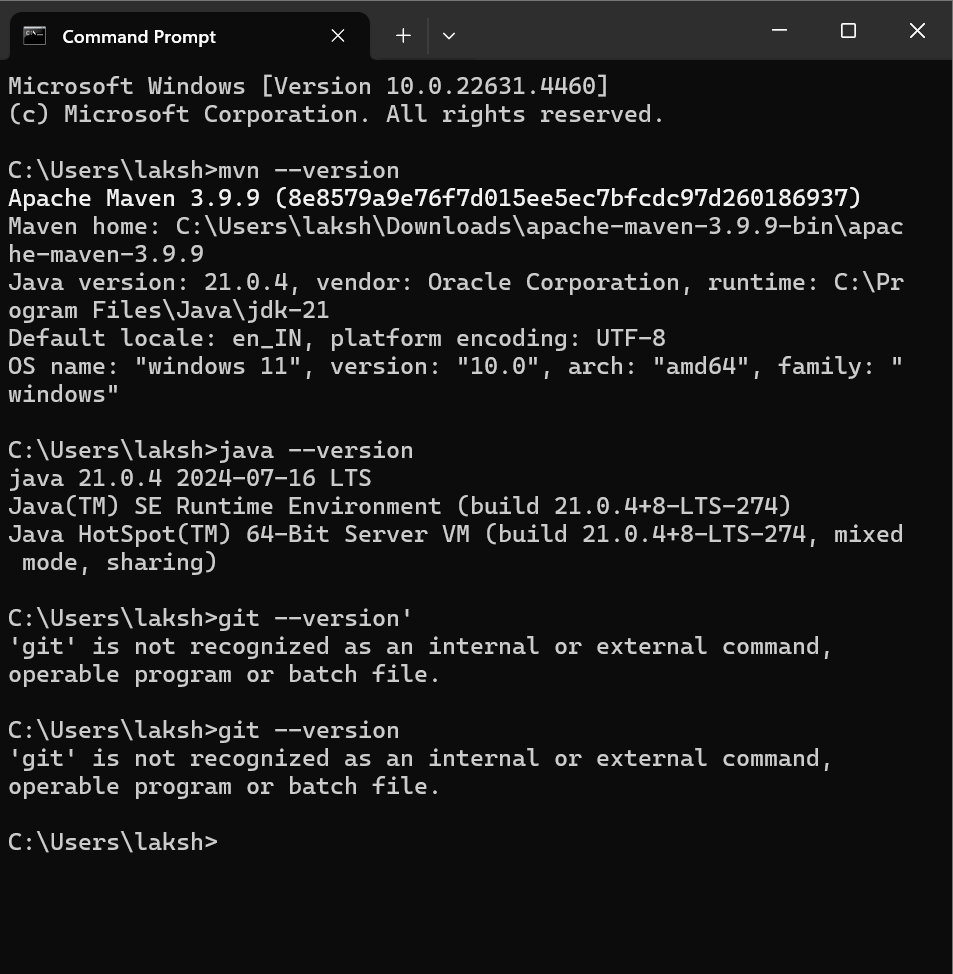 Command Prompt
Microsoft Windows [Version 10.0.22631.4460]
(c) Microsoft Corporation. All rights reserved.
C:\Users\laksh>mvn --version
Apache Maven 3.9.9 (8e8579a9e76f7d015ee5ec7bfcdc97d260186937)
Maven home: C:\Users\laksh\Downloads\apache-maven-3.9.9-bin\apac
he-maven-3.9.9
Java version: 21.0.4, vendor: Oracle Corporation, runtime: C:\Pr
ogram Files\Java\jdk-21
Default locale: en_IN, platform encoding: UTF-8
OS name: "windows 11", version: "10.0", arch: "amd64", family: "
windows"
C:\Users\laksh>java --version
java 21.0.4 2024-07-16 LTS
Java(TM) SE Runtime Environment (build 21.0.4+8-LTS-274)
Java HotSpot(TM) 64-Bit Server VM (build 21.0.4+8-LTS-274, mixed
 mode, sharing)
C:\Users\laksh>git --version'
'git' is not recognized as an internal or external command,
operable program or batch file.
C:\Users\laksh>git --version
'git' is not recognized as an internal or external command,
operable program or batch file.
C:\Users\laksh>